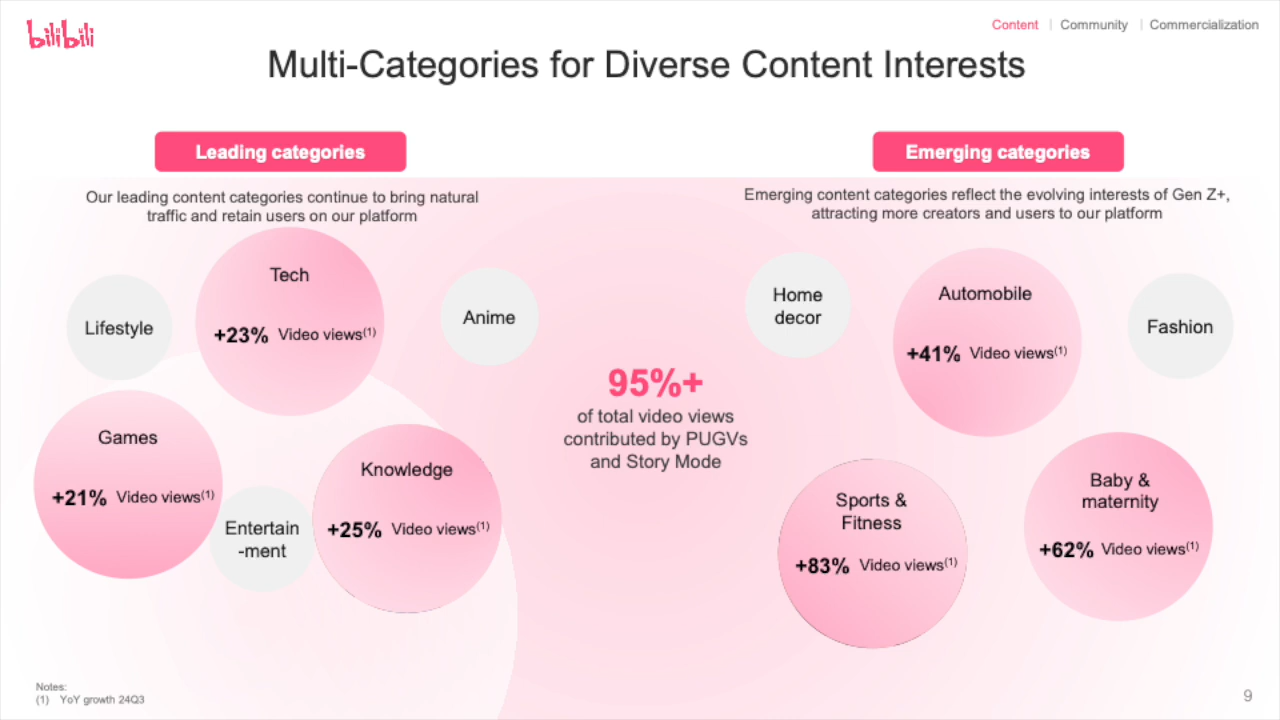 bilibili
Content | Community | Commercialization
Multi-Categories for Diverse Content Interests
Leading categories
Our leading content categories continue to bring natural
traffic and retain users on our platform
Lifestyle
Tech
+23% Video views(1)
Anime
Games
+21% Video views(1)
Entertain
-ment
Knowledge
+25% Video views(1)
95%+
of total video views
contributed by PUGVs
and Story Mode
Emerging categories
Emerging content categories reflect the evolving interests of Gen Z+,
attracting more creators and users to our platform
Home
decor
Automobile
+41% Video views(1)
Fashion
Sports &
Fitness
+83% Video views(1)
Baby &
maternity
+62% Video views(1)
Notes:
(1) YoY growth 24Q3
9